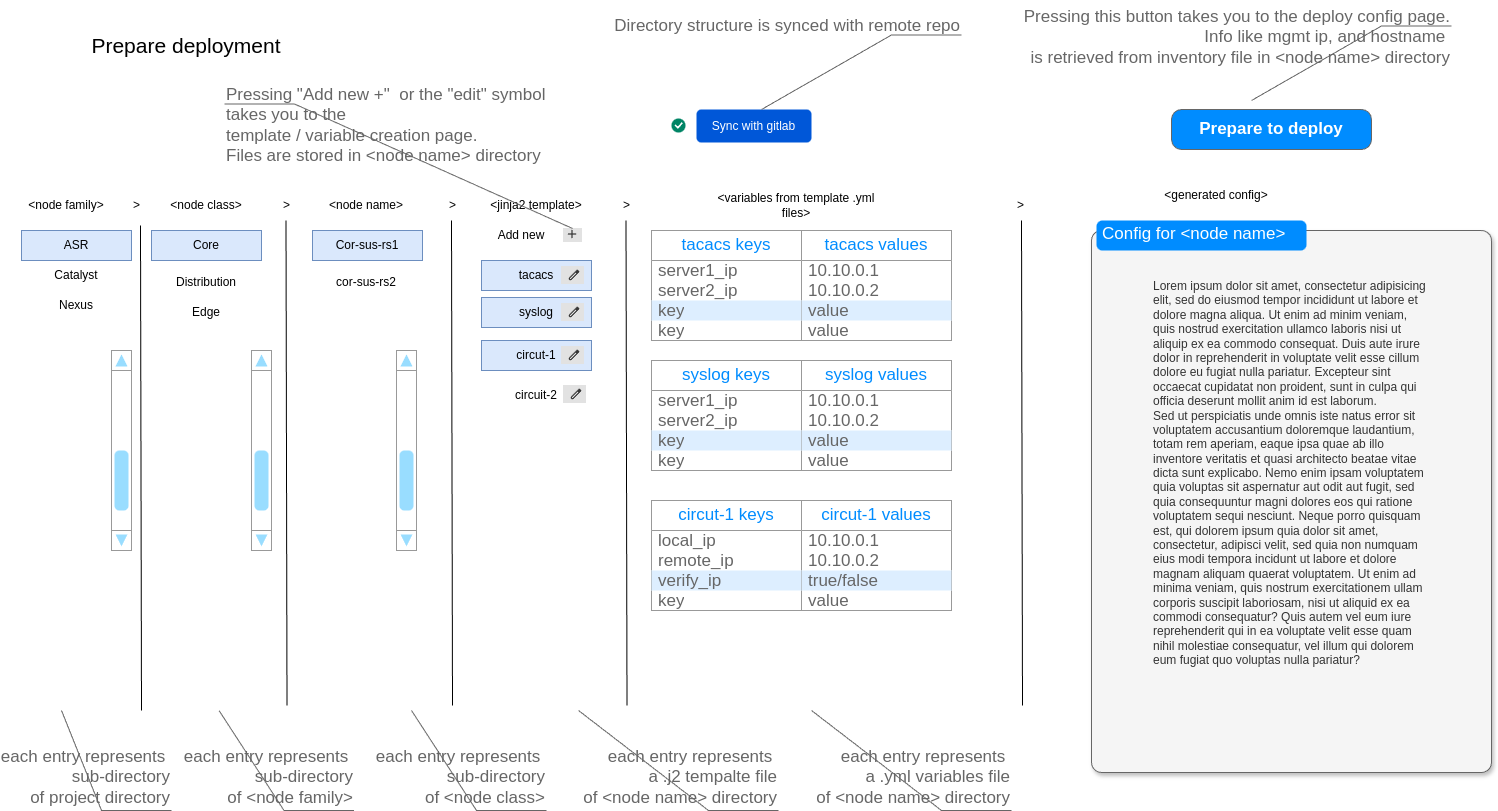 Prepare deployment
Directory structure is synced with remote repo
Pressing this button takes you to the deploy config page.
Info like mgmt ip, and hostname
is retrieved from inventory file in <node name> directory
Pressing "Add new +"  or the "edit" symbol
takes you to the
template / variable creation page.
Files are stored in <node name> directory
Sync with gitlab
Prepare to deploy
<node family>
>
<node class>
>
<node name>
>
<jinja2 template>
>
<variables from template .yml
files>
>
<generated config>
ASR
Catalyst
Nexus
Core
Distribution
Edge
Cor-sus-rs1
cor-sus-rs2
Add new +
tacacs
syslog
circut-1
circuit-2
tacacs keys tacacs values
server1_ip 10.10.0.1
server2_ip 10.10.0.2
key value
key value
syslog keys syslog values
server1_ip 10.10.0.1
server2_ip 10.10.0.2
key value
key value
circut-1 keys circut-1 values
local_ip 10.10.0.1
remote_ip 10.10.0.2
verify_ip true/false
key value
Config for <node name>
Lorem ipsum dolor sit amet, consectetur adipisicing
elit, sed do eiusmod tempor incididunt ut labore et
dolore magna aliqua. Ut enim ad minim veniam,
quis nostrud exercitation ullamco laboris nisi ut
aliquip ex ea commodo consequat. Duis aute irure
dolor in reprehenderit in voluptate velit esse cillum
dolore eu fugiat nulla pariatur. Excepteur sint
occaecat cupidatat non proident, sunt in culpa qui
officia deserunt mollit anim id est laborum.
Sed ut perspiciatis unde omnis iste natus error sit
voluptatem accusantium doloremque laudantium,
totam rem aperiam, eaque ipsa quae ab illo
inventore veritatis et quasi architecto beatae vitae
dicta sunt explicabo. Nemo enim ipsam voluptatem
quia voluptas sit aspernatur aut odit aut fugit, sed
quia consequuntur magni dolores eos qui ratione
voluptatem sequi nesciunt. Neque porro quisquam
est, qui dolorem ipsum quia dolor sit amet,
consectetur, adipisci velit, sed quia non numquam
eius modi tempora incidunt ut labore et dolore
magnam aliquam quaerat voluptatem. Ut enim ad
minima veniam, quis nostrum exercitationem ullam
corporis suscipit laboriosam, nisi ut aliquid ex ea
commodi consequatur? Quis autem vel eum iure
reprehenderit qui in ea voluptate velit esse quam
nihil molestiae consequatur, vel illum qui dolorem
eum fugiat quo voluptas nulla pariatur?
each entry represents
sub-directory
of project directory
each entry represents
sub-directory
of <node family>
each entry represents
sub-directory
of <node class>
each entry represents
a .j2 tempalte file
of <node name> directory
each entry represents
a .yml variables file
of <node name> directory